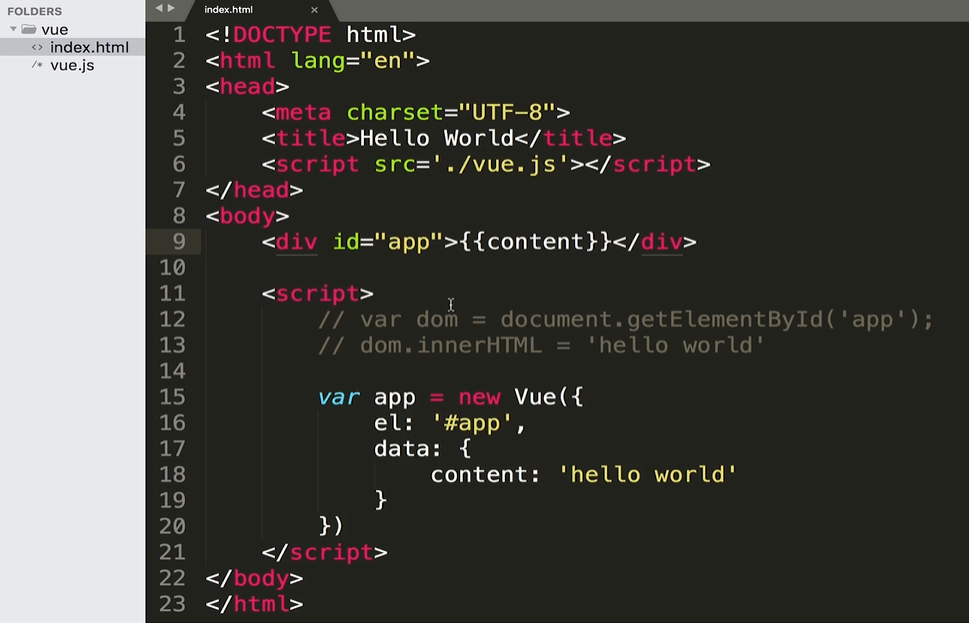 FOLDERS
vue
<> index.html
/* vue.js
index.html ×
1 <!DOCTYPE html>
2 <html lang="en">
3 <head>
4     <meta charset="UTF-8">
5     <title>Hello World</title>
6     <script src='./vue.js'></script>
7 </head>
8 <body>
9     <div id="app">{{content}}</div>
10
11     <script>
12         // var dom = document.getElementById('app');
13         // dom.innerHTML = 'hello world'
14
15         var app = new Vue({
16             el: '#app',
17             data: {
18                 content: 'hello world'
19             }
20         })
21     </script>
22 </body>
23 </html>